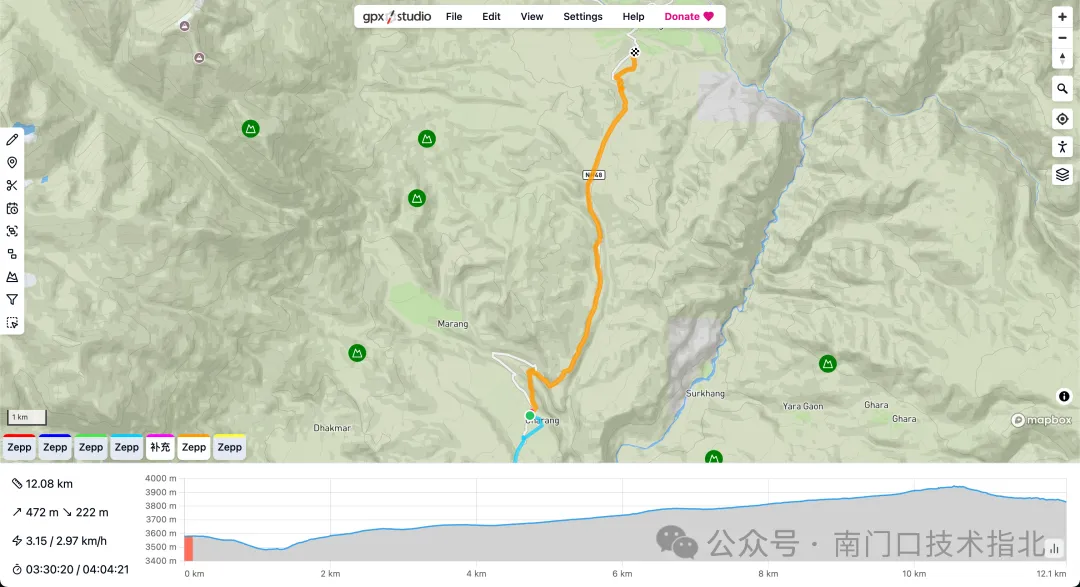 gpx studio File Edit View Settings Help Donate
N 48
Marang
Charang
Dhakmar
Surkhang
Yara Gaon
Ghara
Ghara
1 km
mapbox
Zepp Zepp Zepp Zepp 补充 Zepp Zepp
12.08 km
472 m 222 m
3.15 / 2.97 km/h
03:30:20 / 04:04:21
4000 m
3900 m
3800 m
3700 m
3600 m
3500 m
3400 m
0 km 2 km 4 km 6 km 8 km 10 km 12.1 km
公众号 · 南门口技术指北